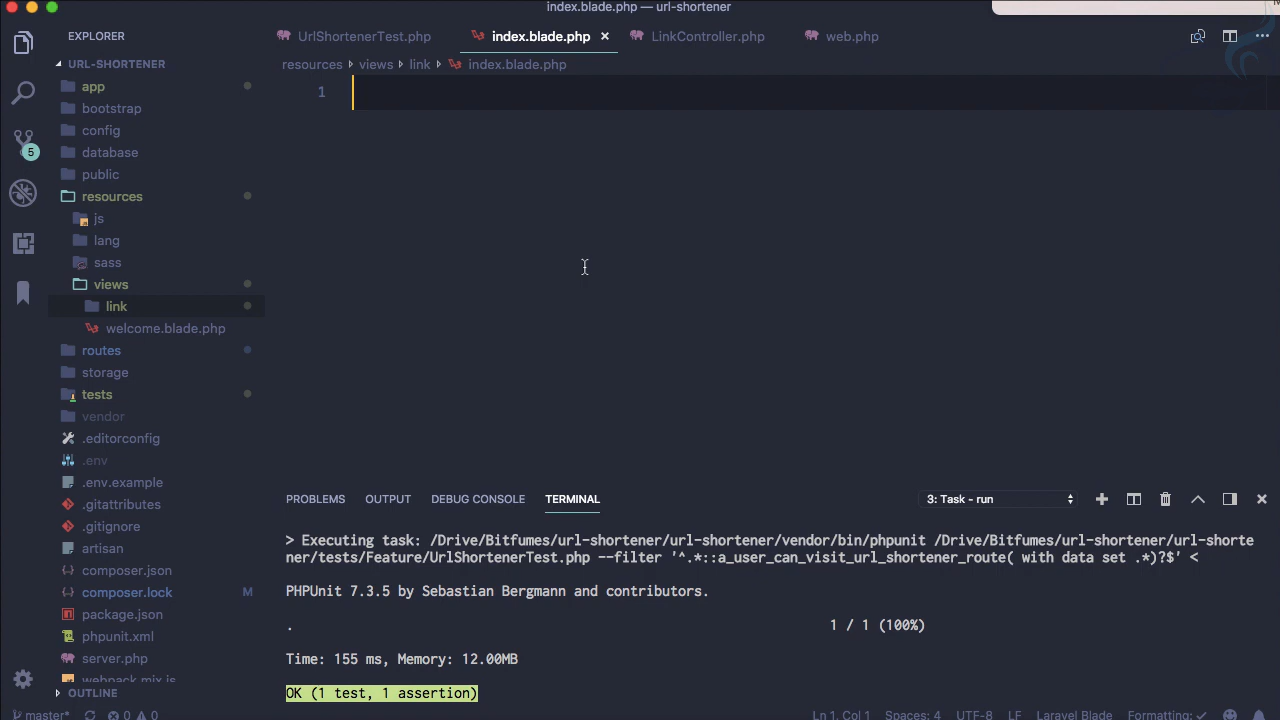 index.blade.php — url-shortener
EXPLORER
UrlShortenerTest.php
index.blade.php
LinkController.php
web.php
URL-SHORTENER
resources
views
link
index.blade.php
1
app
bootstrap
config
database
public
resources
js
lang
sass
views
link
welcome.blade.php
routes
storage
tests
vendor
.editorconfig
.env
.env.example
.gitattributes
.gitignore
artisan
composer.json
composer.lock M
package.json
phpunit.xml
server.php
webpack.mix.js
OUTLINE
5
PROBLEMS OUTPUT DEBUG CONSOLE TERMINAL
3: Task - run
> Executing task: /Drive/Bitfumes/url-shortener/url-shortener/vendor/bin/phpunit /Drive/Bitfumes/url-shortener/url-shorte
ner/tests/Feature/UrlShortenerTest.php --filter '^.*::a_user_can_visit_url_shortener_route( with data set .*)?$' <
PHPUnit 7.3.5 by Sebastian Bergmann and contributors.
. 1 / 1 (100%)
Time: 155 ms, Memory: 12.00MB
OK (1 test, 1 assertion)
master* 0 0 Ln 1, Col 1 Spaces: 4 UTF-8 LF Laravel Blade Formatting: ✓